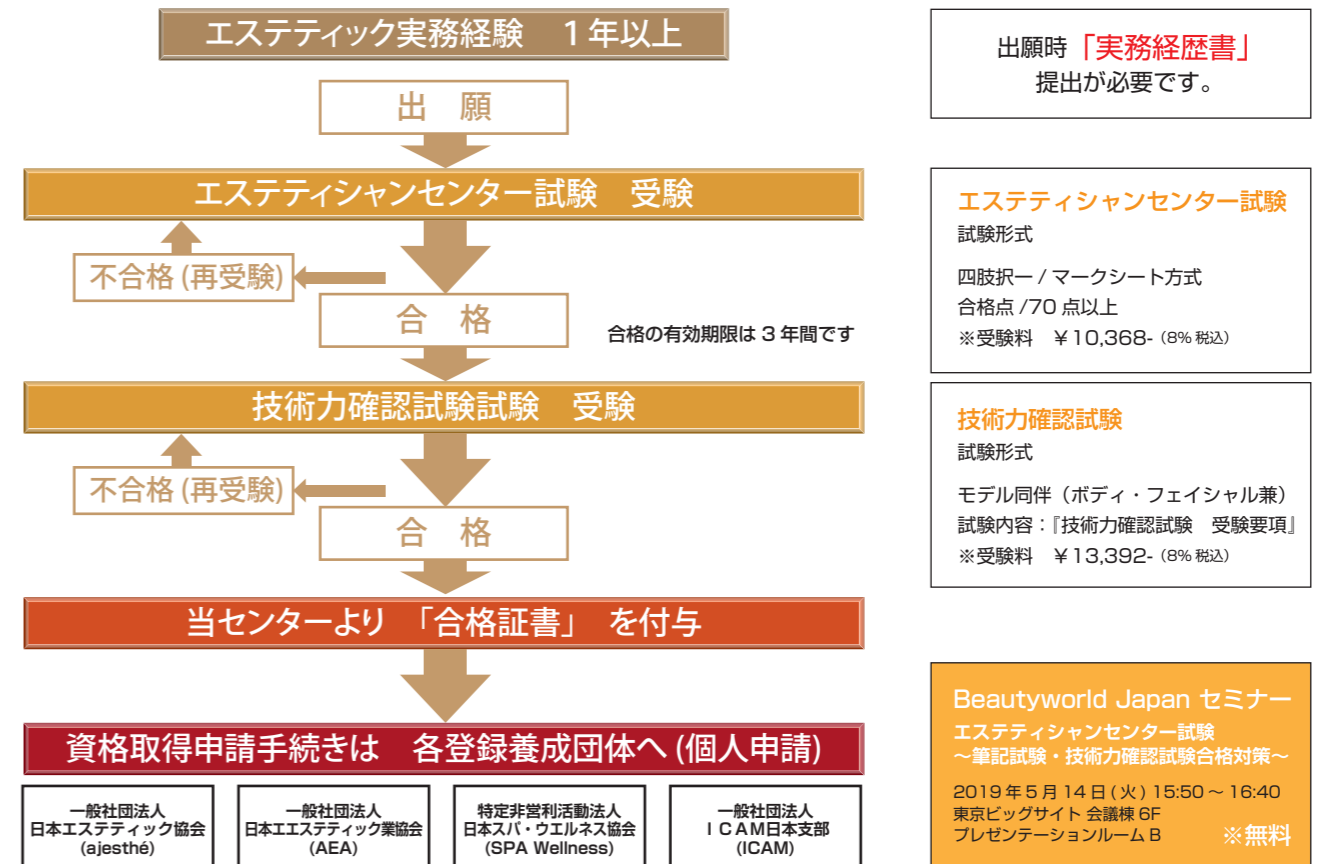 エステティック実務経験　1年以上
出　願
エステティシャンセンター試験　受験
不合格(再受験)
合　格
合格の有効期限は3年間です
技術力確認試験試験　受験
不合格(再受験)
合　格
当センターより　「合格証書」　を付与
資格取得申請手続きは　各登録養成団体へ(個人申請)
一般社団法人
日本エステティック協会
(ajesthé)
一般社団法人
日本エエステティック業協会
(AEA)
特定非営利活動法人
日本スパ・ウエルネス協会
(SPA Wellness)
一般社団法人
ＩＣＡＭ日本支部
(ICAM)
出願時「実務経歴書」
提出が必要です。
エステティシャンセンター試験
試験形式
四肢択一/マークシート方式
合格点/70点以上
※受験料　￥10,368-（8%税込）
技術力確認試験
試験形式
モデル同伴（ボディ・フェイシャル兼）
試験内容：『技術力確認試験　受験要項』
※受験料　￥13,392-（8%税込）
Beautyworld Japan セミナー
エステティシャンセンター試験
～筆記試験・技術力確認試験合格対策～
2019年5月14日(火) 15:50～16:40
東京ビッグサイト 会議棟 6F
プレゼンテーションルーム B
※無料